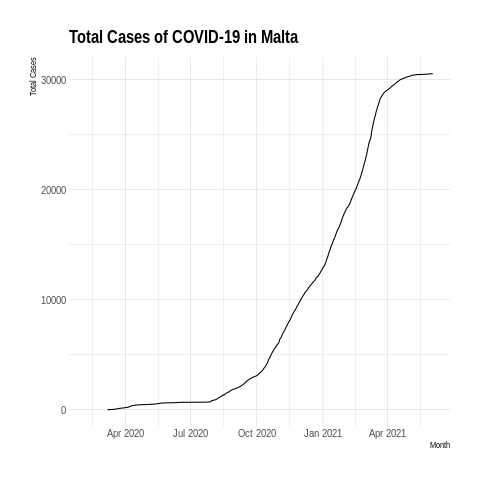 Total Cases of COVID-19 in Malta
Total Cases
30000
20000
10000
0
Apr 2020 Jul 2020 Oct 2020 Jan 2021 Apr 2021
Month